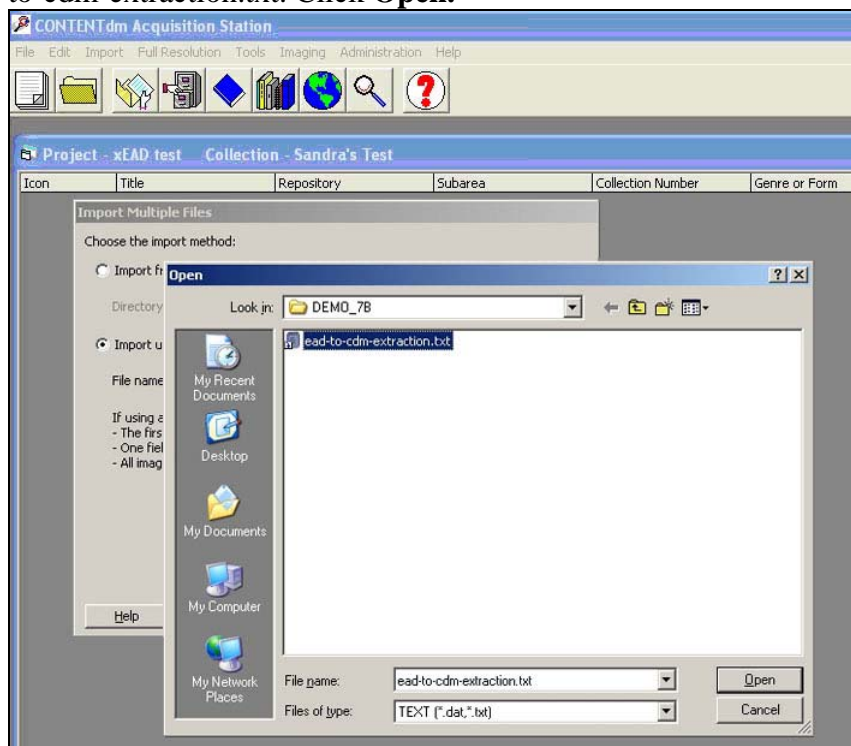 to-cdm-extraction.txt. Click Open.
CONTENTdm Acquisition Station
File Edit Import Full Resolution Tools Imaging Administration Help
Project - xEAD test Collection - Sandra's Test
Icon Title Repository Subarea Collection Number Genre or Form
Import Multiple Files
Choose the import method:
Import fr
Directory
Import u
File name
If using a
- The firs
- One fiel
- All imag
Help
Open
Look in: DEMO_7B
ead-to-cdm-extraction.txt
My Recent
Documents
Desktop
My Documents
My Computer
My Network
Places
File name: ead-to-cdm-extraction.txt Open
Files of type: TEXT (*.dat,*.txt) Cancel